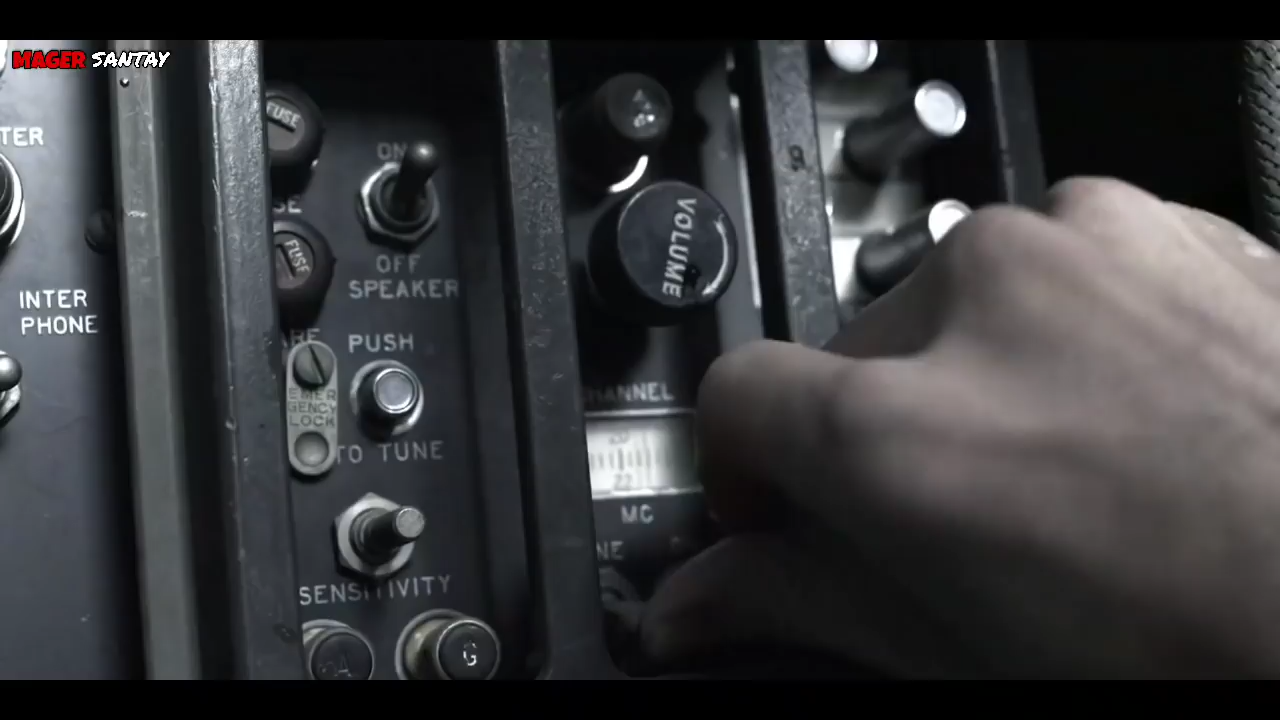 MAGER SANTAY
TER
INTER
PHONE
FUSE
FUSE
ON
OFF
SPEAKER
PUSH
EMER
GENCY
LOCK
TO TUNE
SENSITIVITY
G
VOLUME
CHANNEL
22
MC